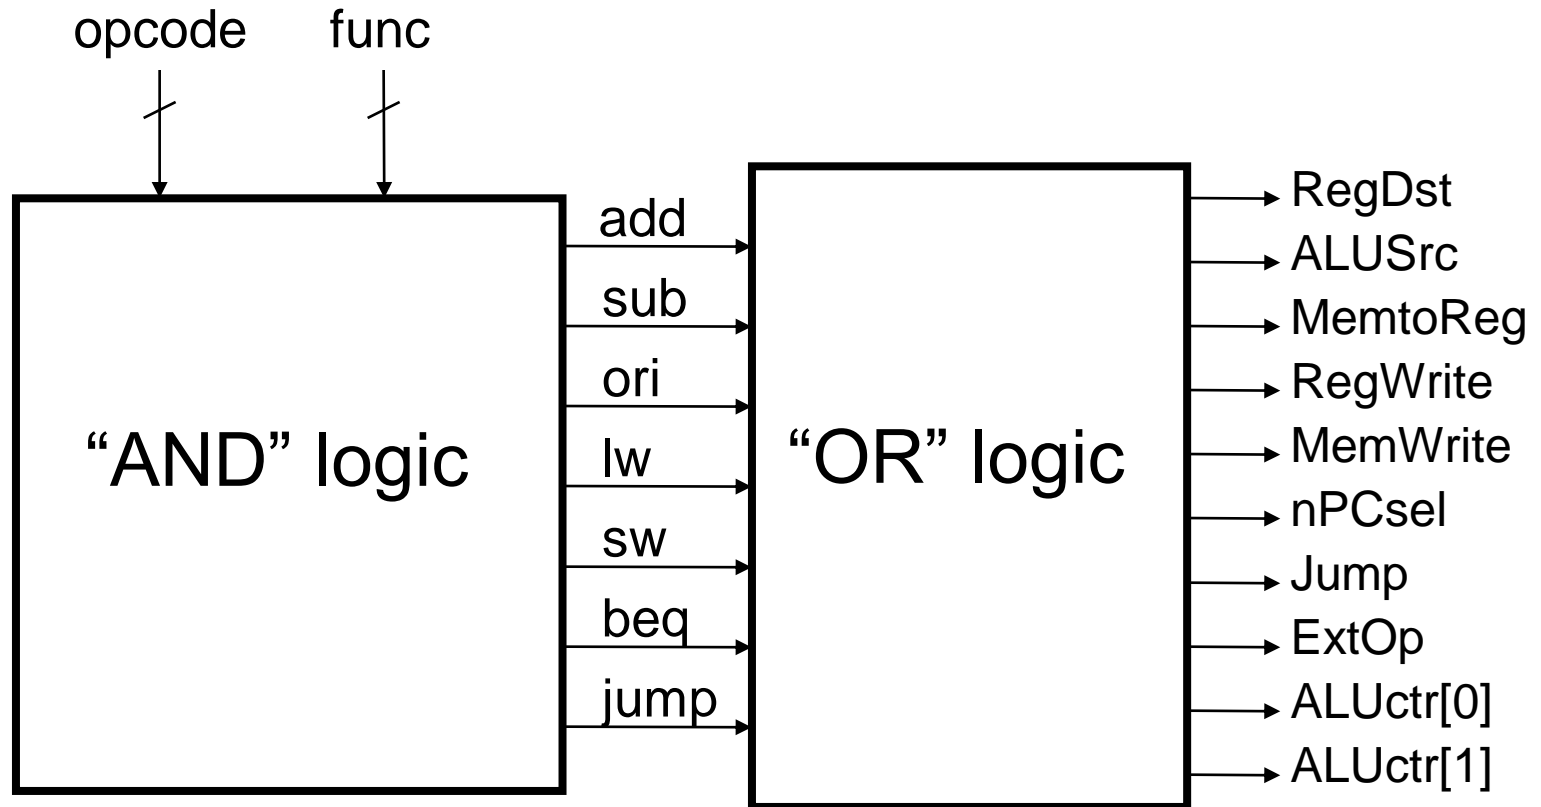 opcode func
add
sub
ori
lw
sw
beq
jump
“AND” logic
“OR” logic
RegDst
ALUSrc
MemtoReg
RegWrite
MemWrite
nPCsel
Jump
ExtOp
ALUctr[0]
ALUctr[1]